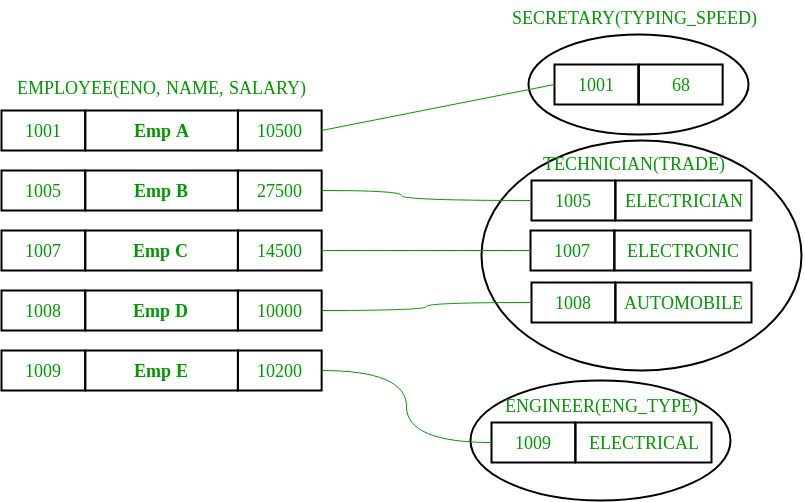 SECRETARY(TYPING_SPEED)
1001 68
EMPLOYEE(ENO, NAME, SALARY)
1001 Emp A 10500
1005 Emp B 27500
1007 Emp C 14500
1008 Emp D 10000
1009 Emp E 10200
TECHNICIAN(TRADE)
1005 ELECTRICIAN
1007 ELECTRONIC
1008 AUTOMOBILE
ENGINEER(ENG_TYPE)
1009 ELECTRICAL